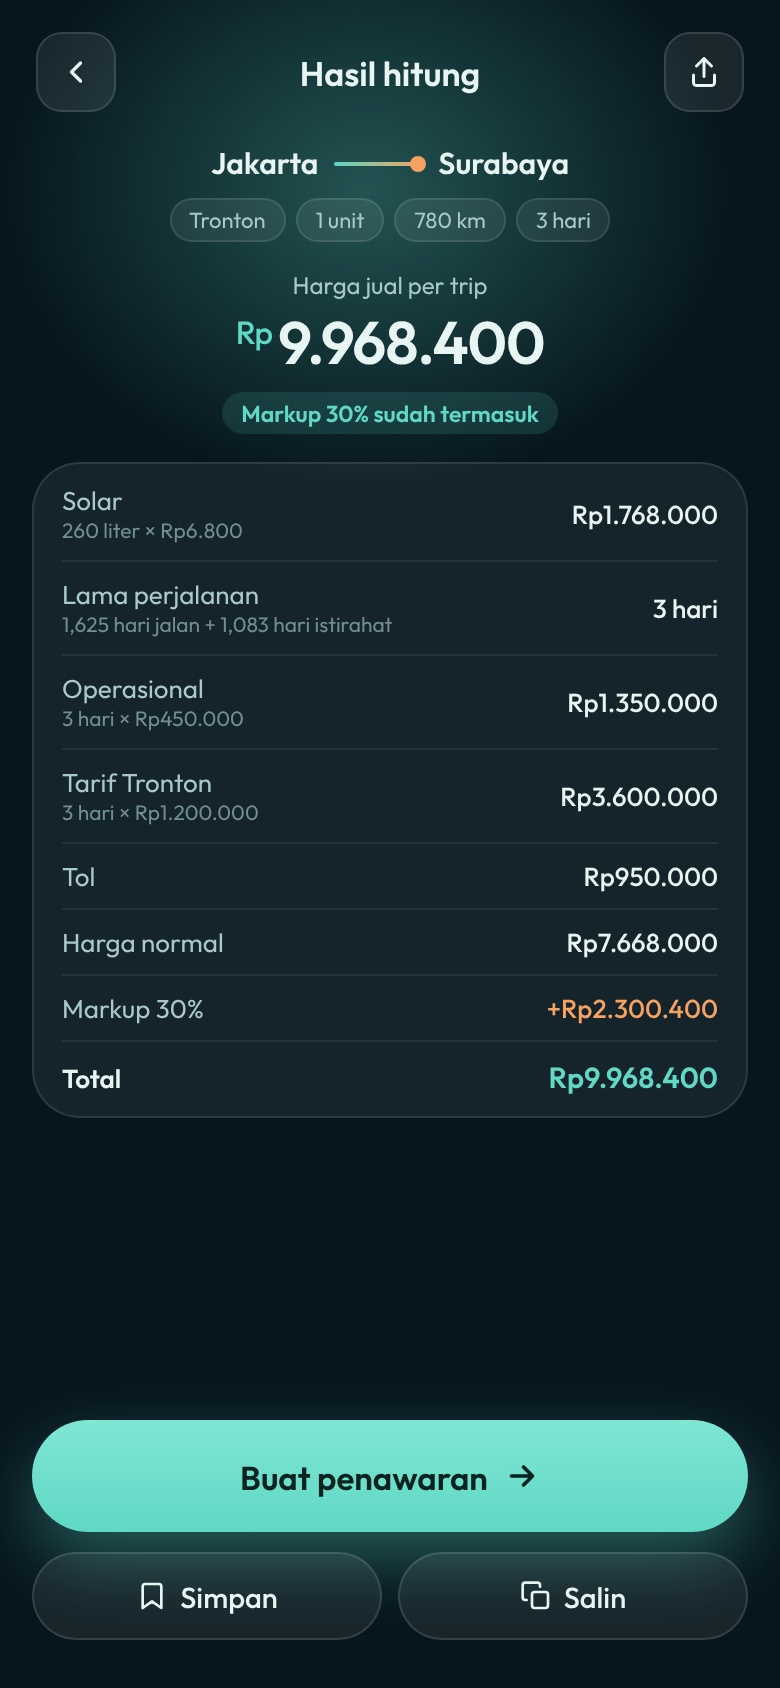 Hasil hitung
Jakarta Surabaya
Tronton 1 unit 780 km 3 hari
Harga jual per trip
Rp 9.968.400
Markup 30% sudah termasuk
Solar
260 liter × Rp6.800
Rp1.768.000
Lama perjalanan
1,625 hari jalan + 1,083 hari istirahat
3 hari
Operasional
3 hari × Rp450.000
Rp1.350.000
Tarif Tronton
3 hari × Rp1.200.000
Rp3.600.000
Tol Rp950.000
Harga normal Rp7.668.000
Markup 30% +Rp2.300.400
Total Rp9.968.400
Buat penawaran →
Simpan Salin